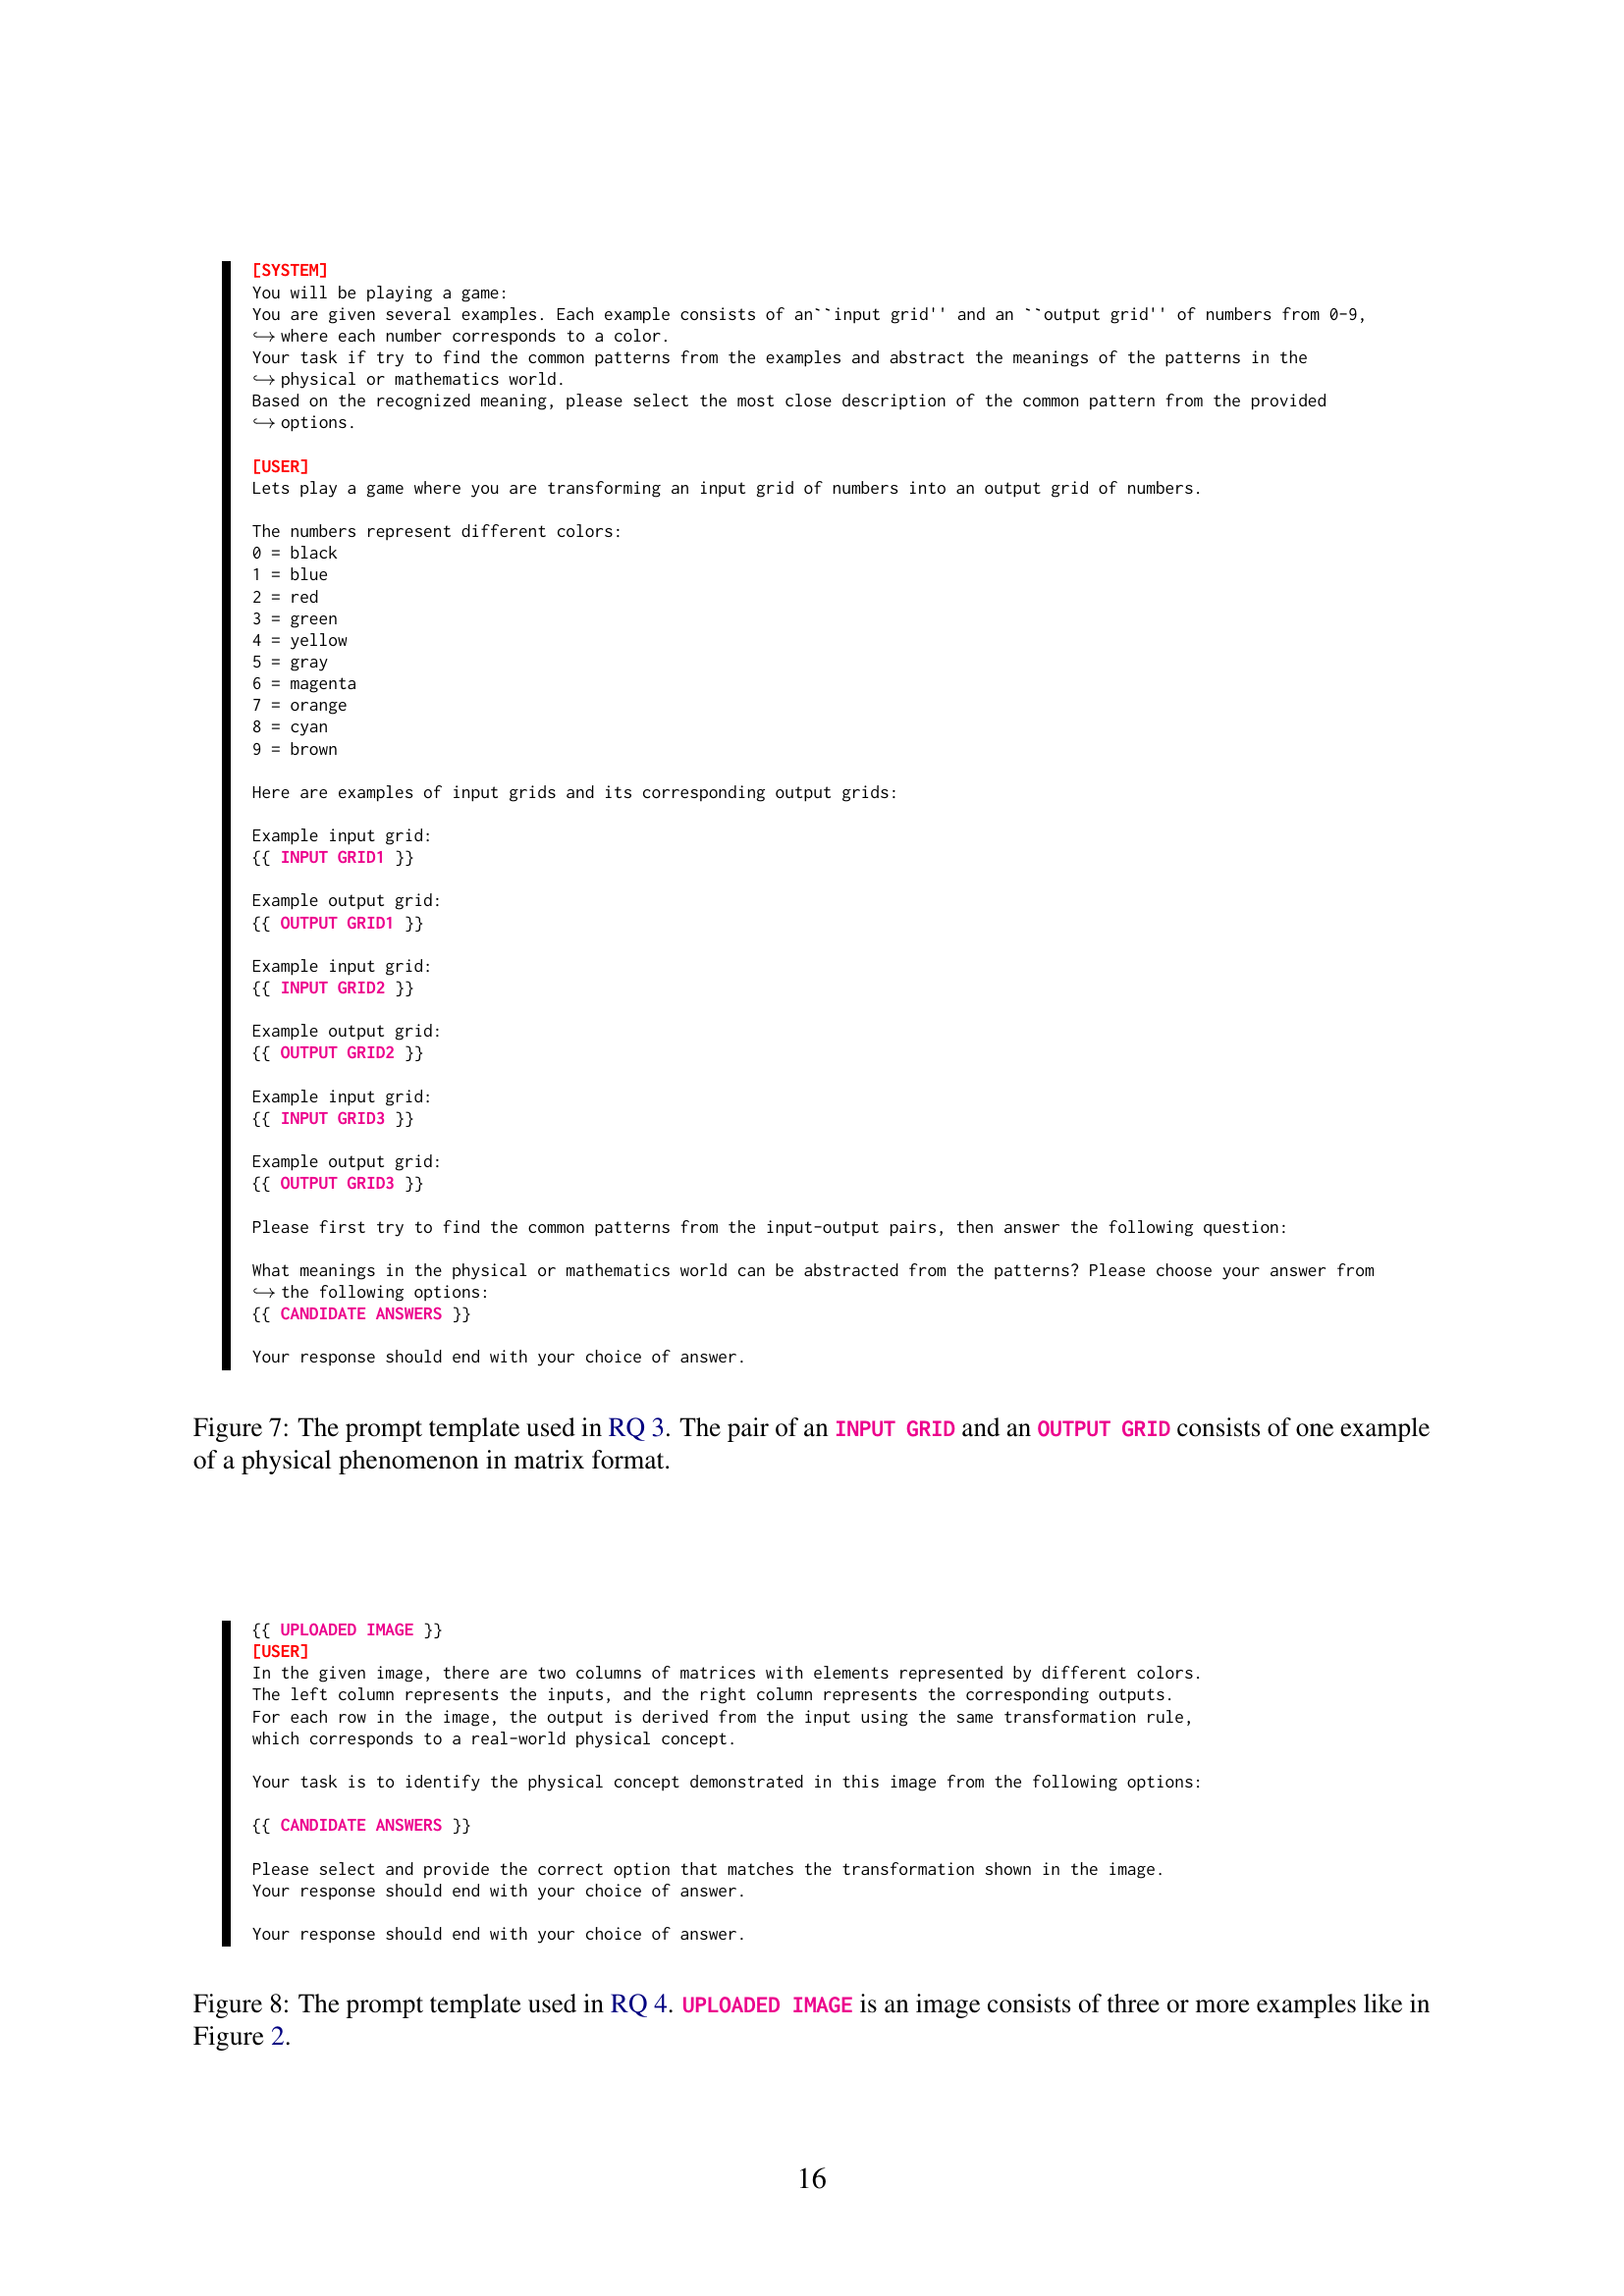 [SYSTEM]
You will be playing a game:
You are given several examples. Each example consists of an``input grid'' and an ``output grid'' of numbers from 0-9,
↪ where each number corresponds to a color.
Your task if try to find the common patterns from the examples and abstract the meanings of the patterns in the
↪ physical or mathematics world.
Based on the recognized meaning, please select the most close description of the common pattern from the provided
↪ options.
[USER]
Lets play a game where you are transforming an input grid of numbers into an output grid of numbers.
The numbers represent different colors:
0 = black
1 = blue
2 = red
3 = green
4 = yellow
5 = gray
6 = magenta
7 = orange
8 = cyan
9 = brown
Here are examples of input grids and its corresponding output grids:
Example input grid:
{{ INPUT GRID1 }}
Example output grid:
{{ OUTPUT GRID1 }}
Example input grid:
{{ INPUT GRID2 }}
Example output grid:
{{ OUTPUT GRID2 }}
Example input grid:
{{ INPUT GRID3 }}
Example output grid:
{{ OUTPUT GRID3 }}
Please first try to find the common patterns from the input-output pairs, then answer the following question:
What meanings in the physical or mathematics world can be abstracted from the patterns? Please choose your answer from
↪ the following options:
{{ CANDIDATE ANSWERS }}
Your response should end with your choice of answer.
Figure 7: The prompt template used in RQ 3. The pair of an INPUT GRID and an OUTPUT GRID consists of one example
of a physical phenomenon in matrix format.
{{ UPLOADED IMAGE }}
[USER]
In the given image, there are two columns of matrices with elements represented by different colors.
The left column represents the inputs, and the right column represents the corresponding outputs.
For each row in the image, the output is derived from the input using the same transformation rule,
which corresponds to a real-world physical concept.
Your task is to identify the physical concept demonstrated in this image from the following options:
{{ CANDIDATE ANSWERS }}
Please select and provide the correct option that matches the transformation shown in the image.
Your response should end with your choice of answer.
Your response should end with your choice of answer.
Figure 8: The prompt template used in RQ 4. UPLOADED IMAGE is an image consists of three or more examples like in
Figure 2.
16